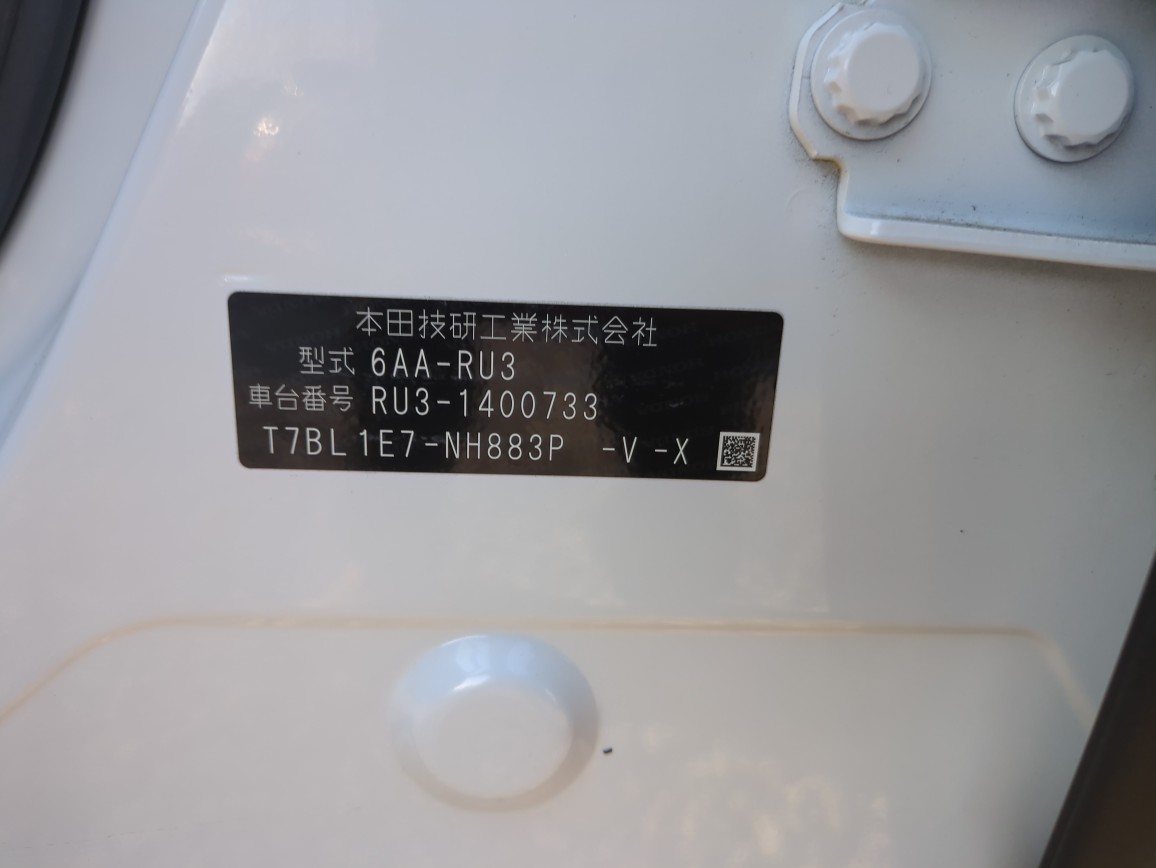 本田技研工業株式会社
型式 6AA-RU3
車台番号 RU3-1400733
T7BL1E7-NH883P -V -X